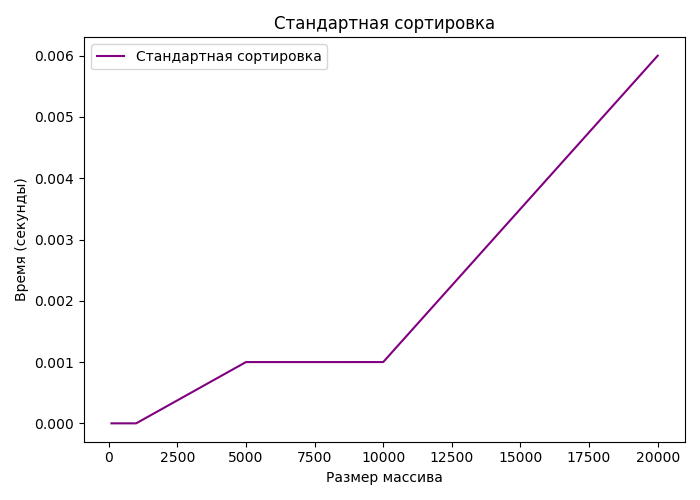 Стандартная сортировка
Стандартная сортировка
0.006
0.005
0.004
0.003
0.002
0.001
0.000
Время (секунды)
0 2500 5000 7500 10000 12500 15000 17500 20000
Размер массива